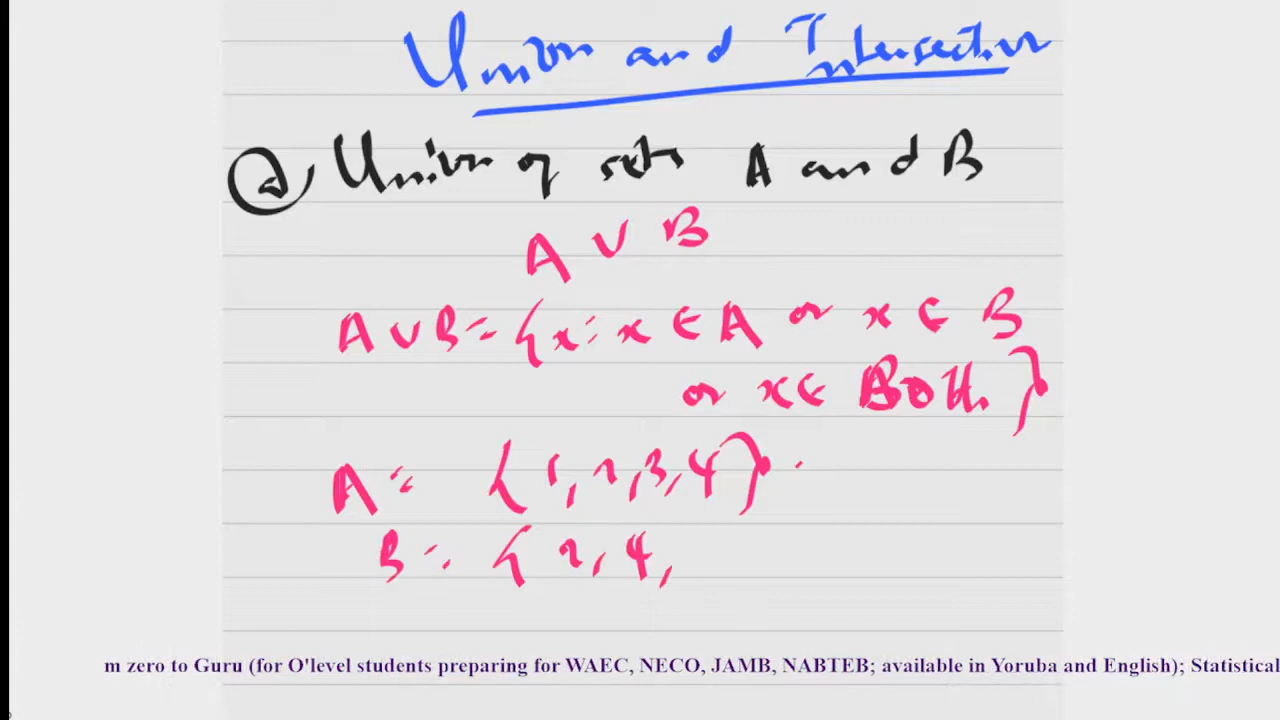 Union and Intersection
(a) Union of sets A and B
A ∪ B
A ∪ B = {x : x ∈ A or x ∈ B
or x ∈ Both}
A = {1, 2, 3, 4}.
B = {2, 4,
m zero to Guru (for O'level students preparing for WAEC, NECO, JAMB, NABTEB; available in Yoruba and English); Statistical